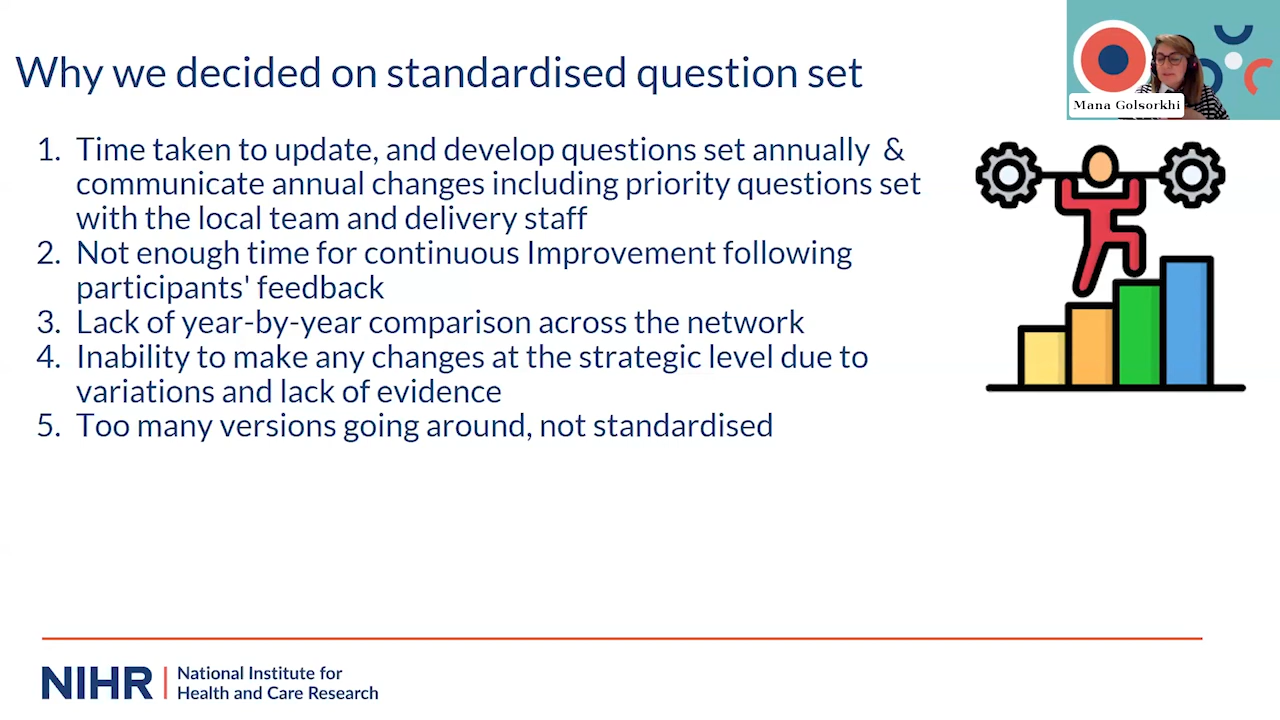 Why we decided on standardised question set
Mana Golsorkhi
1. Time taken to update, and develop questions set annually &
communicate annual changes including priority questions set
with the local team and delivery staff
2. Not enough time for continuous Improvement following
participants' feedback
3. Lack of year-by-year comparison across the network
4. Inability to make any changes at the strategic level due to
variations and lack of evidence
5. Too many versions going around, not standardised
NIHR
National Institute for
Health and Care Research